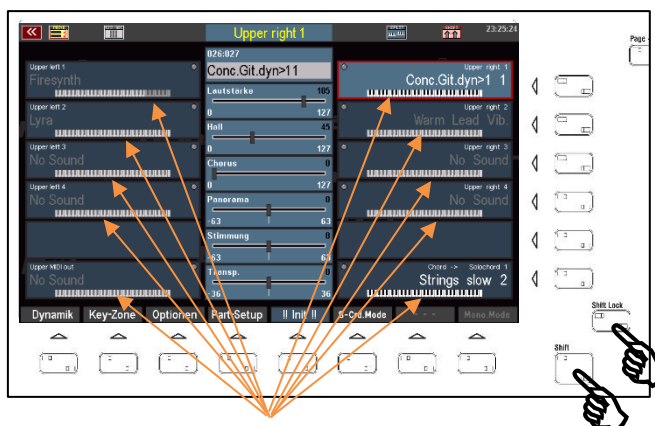 Upper right 1
23:25:24
Page
026:027
Conc.Git.dyn>11
Upper left 1
Firesynth
Upper left 2
Lyra
Upper left 3
No Sound
Upper left 4
No Sound
Upper MIDI out
No Sound
Lautstärke 105
0 127
Hall 45
0 127
Chorus 0
0 127
Panorama 0
-63 63
Stimmung 0
-63 63
Transp. 0
-36 36
Upper right 1
Conc.Git.dyn>1 1
Upper right 2
Warm Lead Vib.
Upper right 3
No Sound
Upper right 4
No Sound
Chord -> Solochord 1
Strings slow 2
Dynamik Key-Zone Optionen Part-Setup !! Init !! S-Crd.Mode - - - Mono.Mode
Shift Lock
Shift